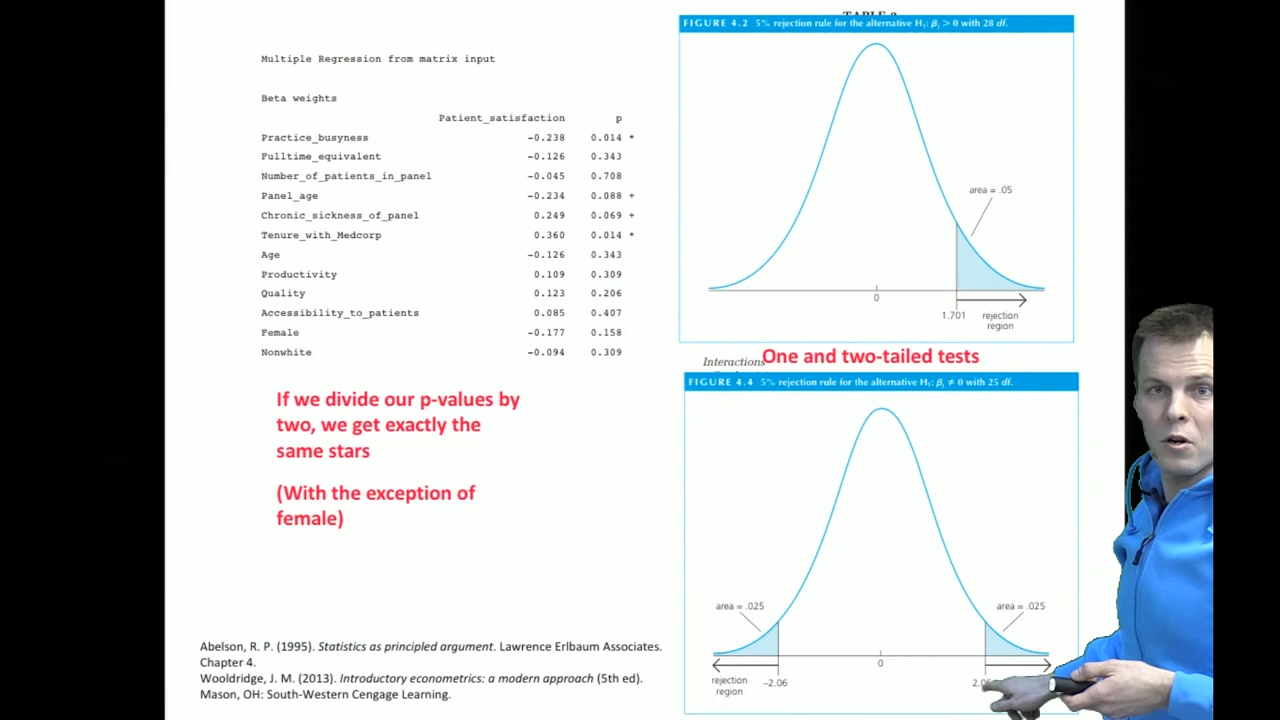 Multiple Regression from matrix input
Beta weights
Patient_satisfaction p
Practice_busyness -0.238 0.014 *
Fulltime_equivalent -0.126 0.343
Number_of_patients_in_panel -0.045 0.708
Panel_age -0.234 0.088 +
Chronic_sickness_of_panel 0.249 0.069 +
Tenure_with_Medcorp 0.360 0.014 *
Age -0.126 0.343
Productivity 0.109 0.309
Quality 0.123 0.206
Accessibility_to_patients 0.085 0.407
Female -0.177 0.158
Nonwhite -0.094 0.309
If we divide our p-values by
two, we get exactly the
same stars
(With the exception of
female)
Abelson, R. P. (1995). Statistics as principled argument. Lawrence Erlbaum Associates.
Chapter 4.
Wooldridge, J. M. (2013). Introductory econometrics: a modern approach (5th ed).
Mason, OH: South-Western Cengage Learning.
FIGURE 4.2 5% rejection rule for the alternative H₁: βⱼ > 0 with 28 df.
area = .05
0
1.701
rejection
region
Interactions
One and two-tailed tests
FIGURE 4.4 5% rejection rule for the alternative H₁: βⱼ ≠ 0 with 25 df.
area = .025
area = .025
0
rejection
region
–2.06